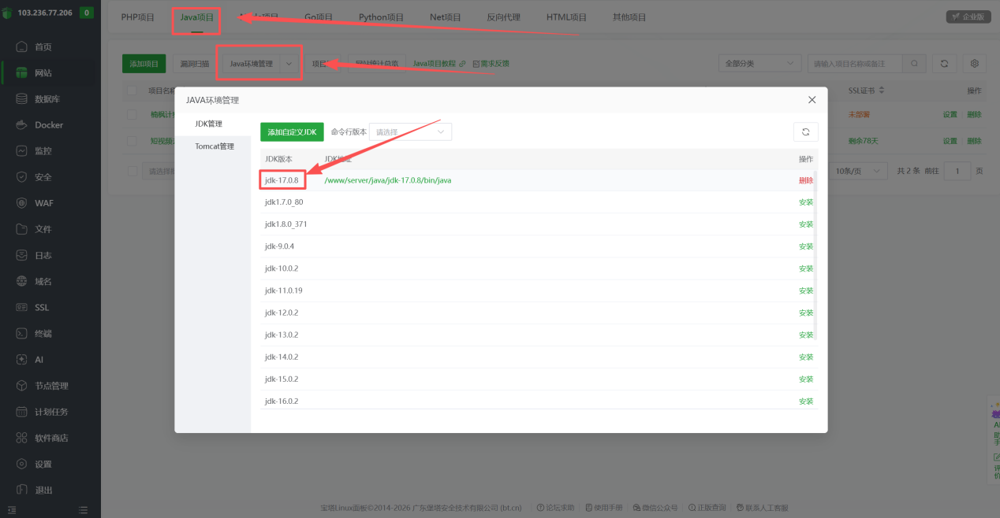 103.236.77.206 0
PHP项目 Java项目 Go项目 Python项目 Net项目 反向代理 HTML项目 其他项目 企业版
首页
网站
数据库
Docker
监控
安全
WAF
文件
日志
域名
SSL
终端
AI
节点管理
计划任务
软件商店
设置
退出
添加项目 漏洞扫描 Java环境管理 Java项目教程 需求反馈 全部分类 请输入项目名称或备注
项目名称 SSL证书 操作
未部署 设置 删除
短视频 剩余78天 设置 删除
请选择 10条/页 共 2 条 前往 1 页
JAVA环境管理
JDK管理
Tomcat管理
添加自定义JDK 命令行版本 请选择
JDK版本 JDK地址 操作
jdk-17.0.8 /www/server/java/jdk-17.0.8/bin/java 删除
jdk1.7.0_80 安装
jdk1.8.0_371 安装
jdk-9.0.4 安装
jdk-10.0.2 安装
jdk-11.0.19 安装
jdk-12.0.2 安装
jdk-13.0.2 安装
jdk-14.0.2 安装
jdk-15.0.2 安装
jdk-16.0.2 安装
宝塔Linux面板©2014-2026 广东堡塔安全技术有限公司 (bt.cn) 论坛求助 使用手册 微信公众号 正版查询 联系人工客服